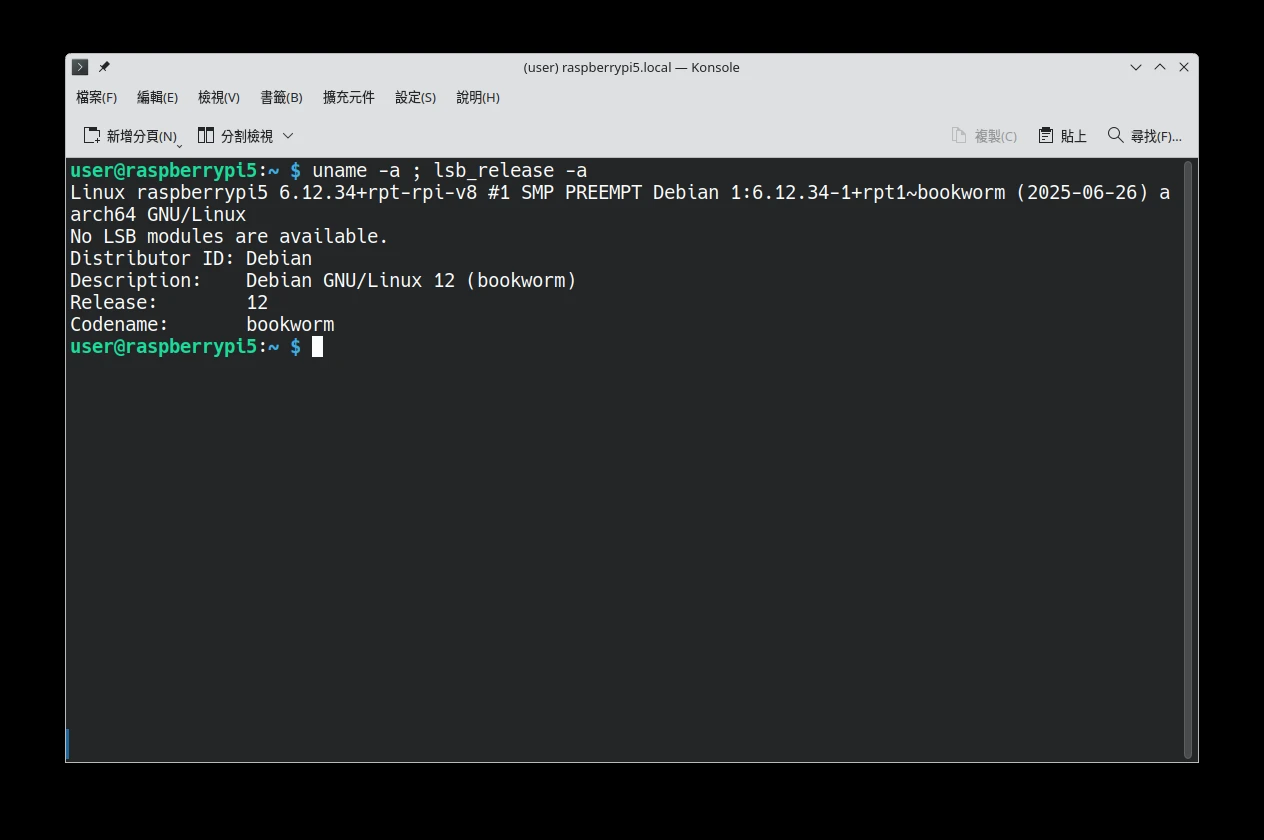 (user) raspberrypi5.local — Konsole
檔案(F) 編輯(E) 檢視(V) 書籤(B) 擴充元件 設定(S) 說明(H)
新增分頁(N) 分割檢視 複製(C) 貼上 尋找(F)...
user@raspberrypi5:~ $ uname -a ; lsb_release -a
Linux raspberrypi5 6.12.34+rpt-rpi-v8 #1 SMP PREEMPT Debian 1:6.12.34-1+rpt1~bookworm (2025-06-26) a
arch64 GNU/Linux
No LSB modules are available.
Distributor ID: Debian
Description:    Debian GNU/Linux 12 (bookworm)
Release:        12
Codename:       bookworm
user@raspberrypi5:~ $